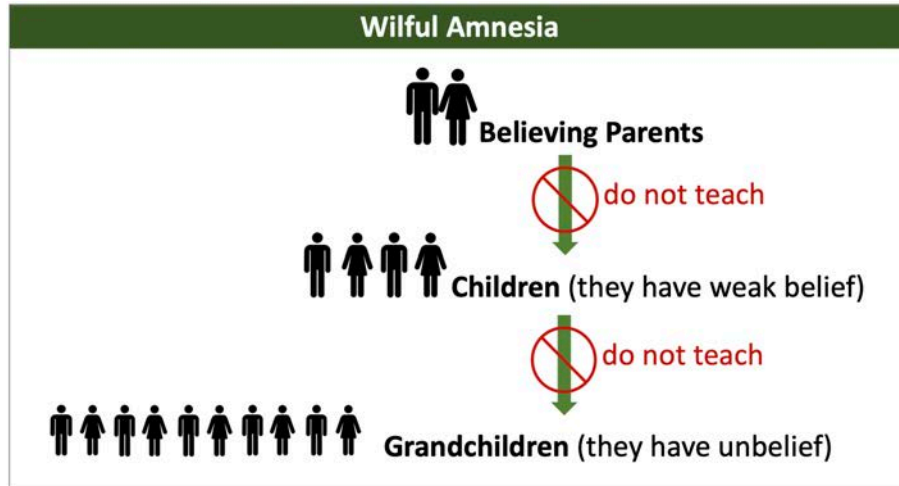 Wilful Amnesia
Believing Parents
do not teach
Children (they have weak belief)
do not teach
Grandchildren (they have unbelief)